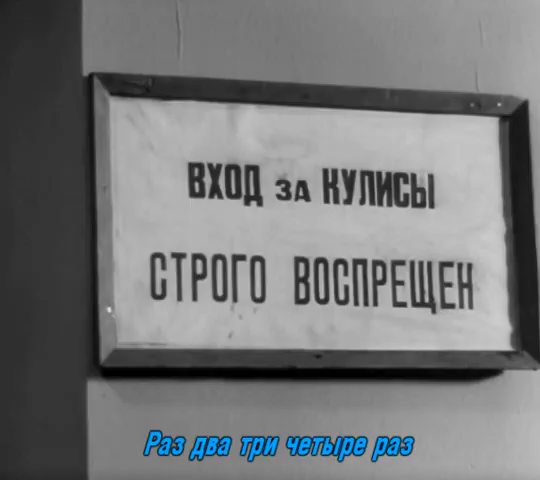 ВХОД ЗА КУЛИСЫ
СТРОГО ВОСПРЕЩЕН
Раз два три четыре раз